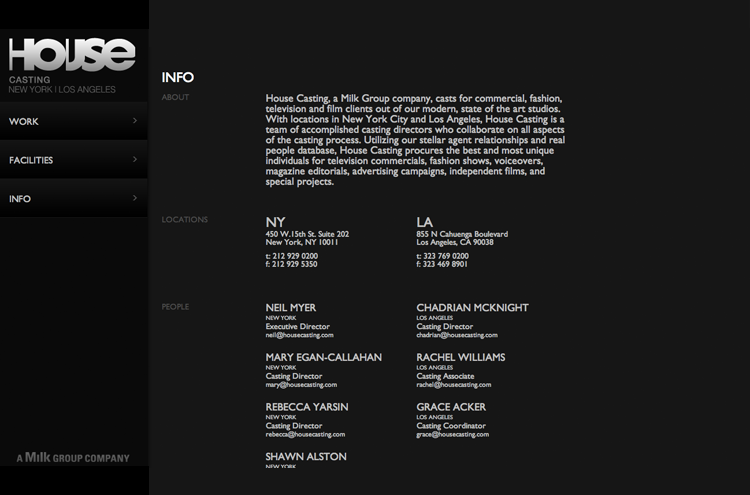 House
CASTING
NEW YORK | LOS ANGELES
WORK
FACILITIES
INFO
A Milk GROUP COMPANY
INFO
ABOUT
House Casting, a Milk Group company, casts for commercial, fashion,
television and film clients out of our modern, state of the art studios.
With locations in New York City and Los Angeles, House Casting is a
team of accomplished casting directors who collaborate on all aspects
of the casting process. Utilizing our stellar agent relationships and real
people database, House Casting procures the best and most unique
individuals for television commercials, fashion shows, voiceovers,
magazine editorials, advertising campaigns, independent films, and
special projects.
LOCATIONS
NY
450 W.15th St. Suite 202
New York, NY 10011
t: 212 929 0200
f: 212 929 5350
LA
855 N Cahuenga Boulevard
Los Angeles, CA 90038
t: 323 769 0200
f: 323 469 8901
PEOPLE
NEIL MYER
NEW YORK
Executive Director
neil@housecasting.com
CHADRIAN MCKNIGHT
LOS ANGELES
Casting Director
chadrian@housecasting.com
MARY EGAN-CALLAHAN
NEW YORK
Casting Director
mary@housecasting.com
RACHEL WILLIAMS
LOS ANGELES
Casting Associate
rachel@housecasting.com
REBECCA YARSIN
NEW YORK
Casting Director
rebecca@housecasting.com
GRACE ACKER
LOS ANGELES
Casting Coordinator
grace@housecasting.com
SHAWN ALSTON
NEW YORK